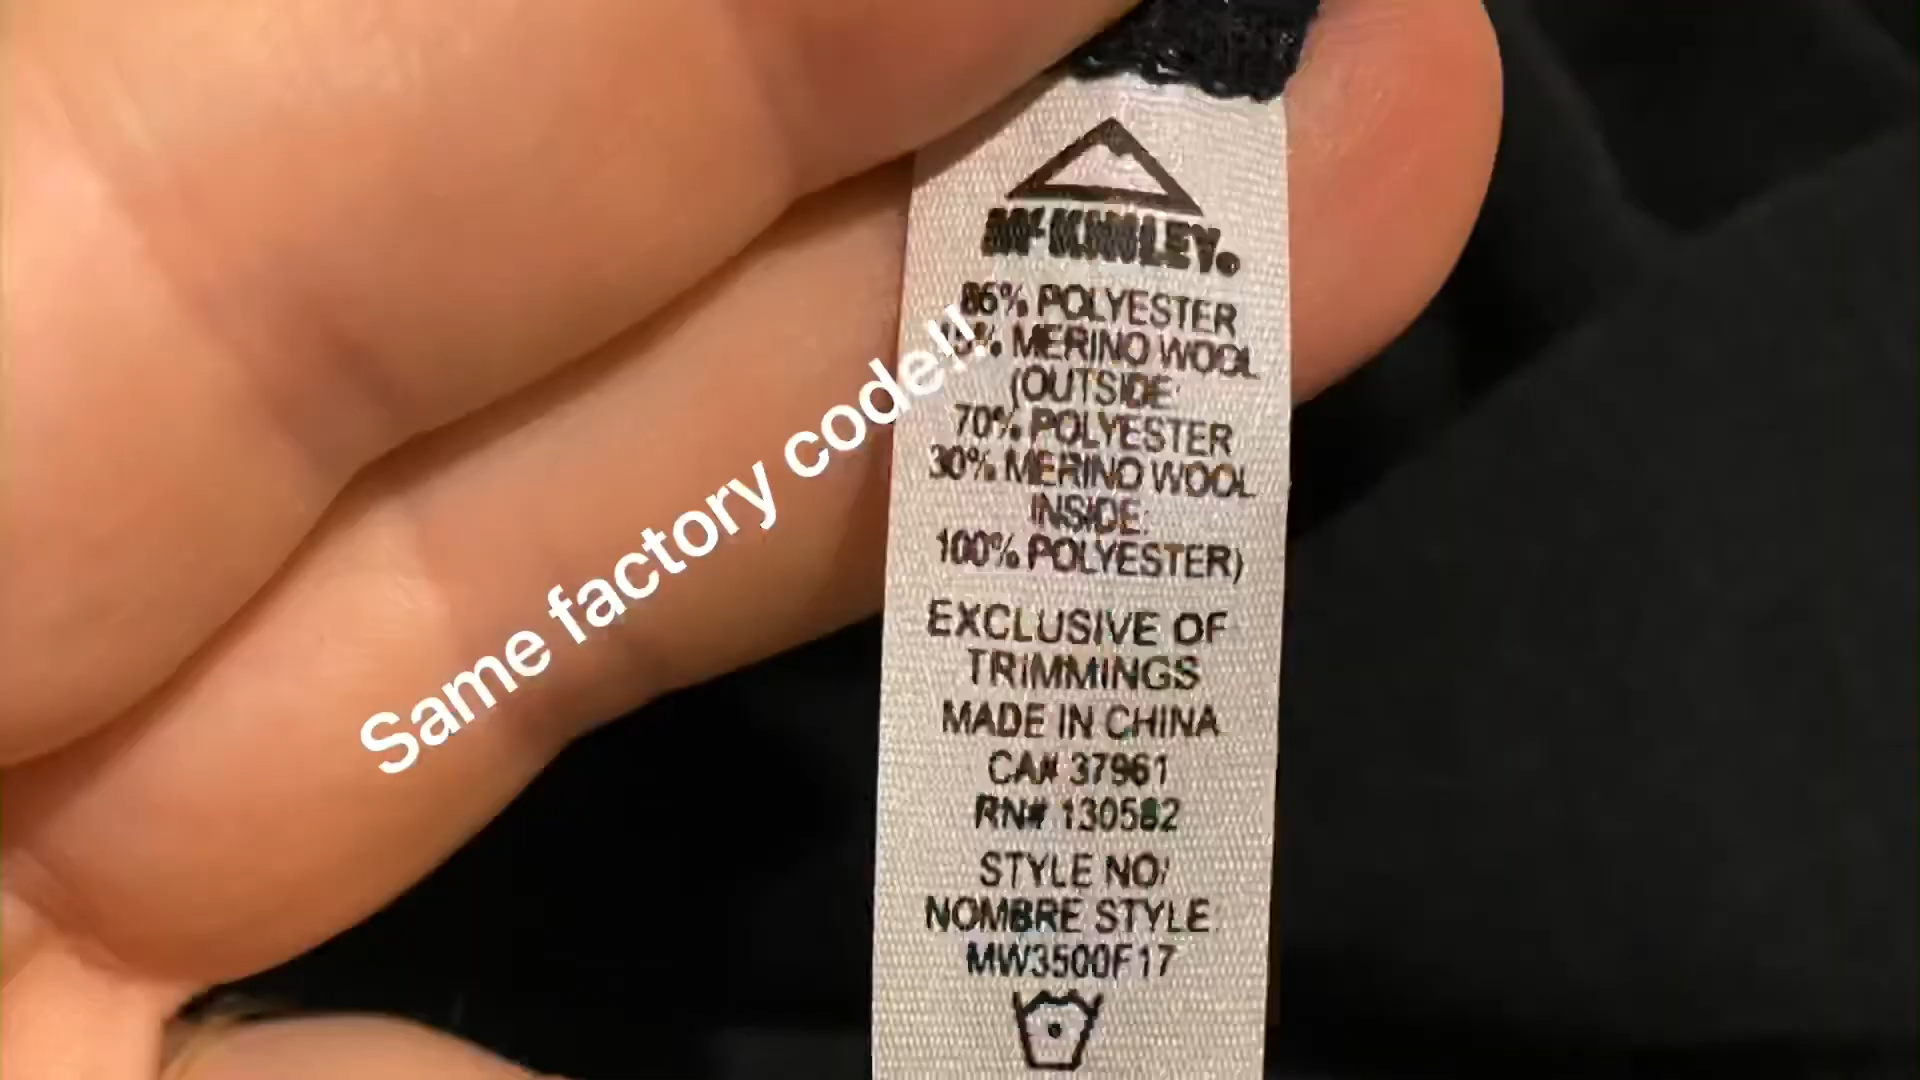 McKINLEY®
85% POLYESTER
15% MERINO WOOL
(OUTSIDE:
70% POLYESTER
30% MERINO WOOL
INSIDE:
100% POLYESTER)
EXCLUSIVE OF
TRIMMINGS
MADE IN CHINA
CA# 37961
RN# 130582
STYLE NO/
NOMBRE STYLE:
MW3500F17
Same factory code!!